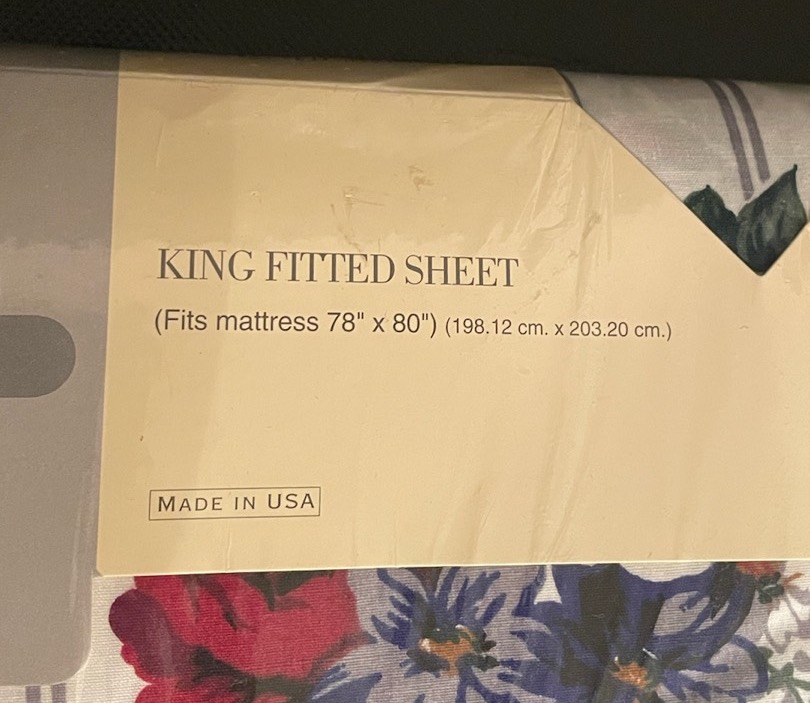 KING FITTED SHEET
(Fits mattress 78" x 80") (198.12 cm. x 203.20 cm.)
MADE IN USA